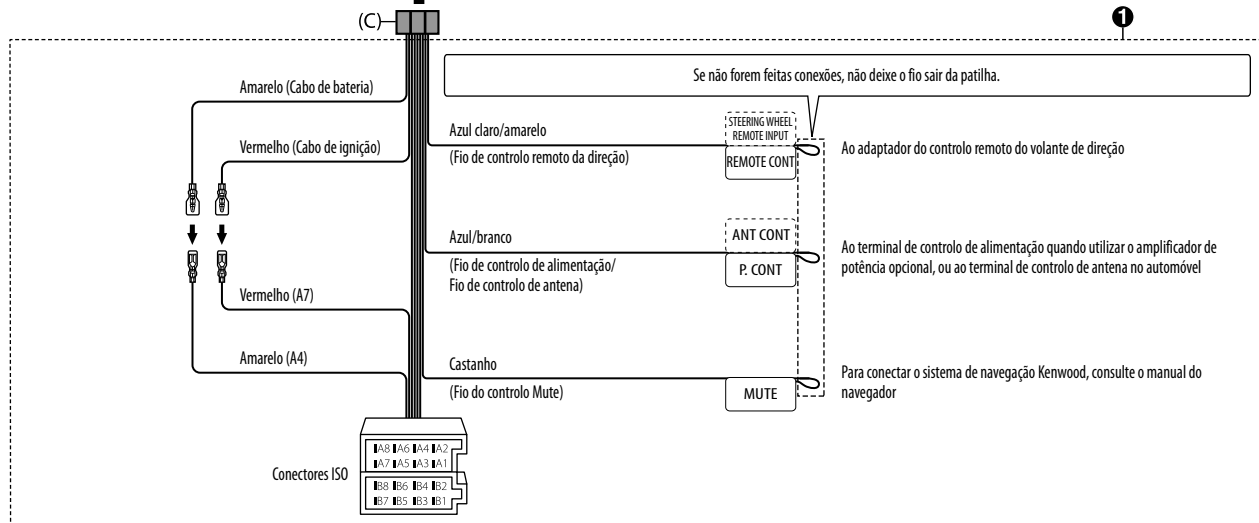 (C)
❶
Se não forem feitas conexões, não deixe o fio sair da patilha.
Amarelo (Cabo de bateria)
Vermelho (Cabo de ignição)
Azul claro/amarelo
(Fio de controlo remoto da direção)
STEERING WHEEL
REMOTE INPUT
REMOTE CONT
Ao adaptador do controlo remoto do volante de direção
Azul/branco
(Fio de controlo de alimentação/
Fio de controlo de antena)
ANT CONT
P. CONT
Ao terminal de controlo de alimentação quando utilizar o amplificador de
potência opcional, ou ao terminal de controlo de antena no automóvel
Vermelho (A7)
Amarelo (A4)
Castanho
(Fio do controlo Mute)
MUTE
Para conectar o sistema de navegação Kenwood, consulte o manual do
navegador
Conectores ISO
A8 A6 A4 A2
A7 A5 A3 A1
B8 B6 B4 B2
B7 B5 B3 B1